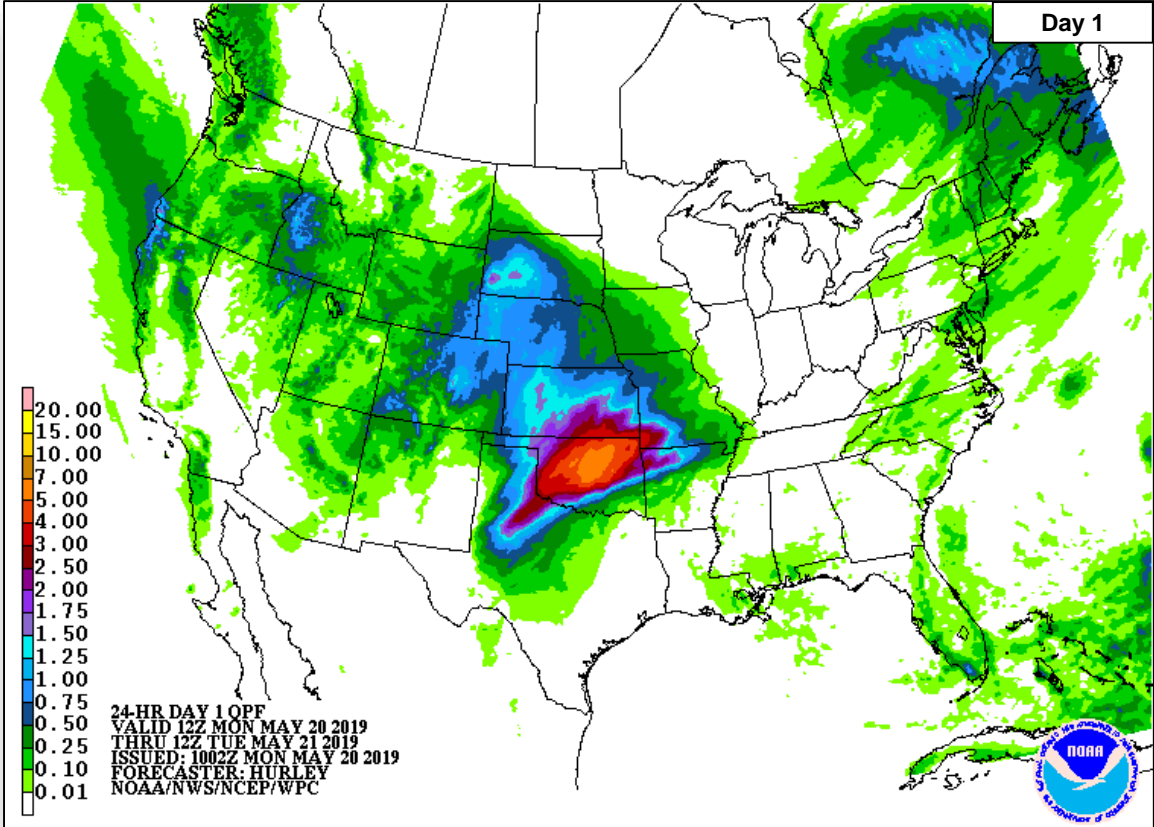 Day 1
20.00
15.00
10.00
7.00
5.00
4.00
3.00
2.50
2.00
1.75
1.50
1.25
1.00
0.75
0.50
0.25
0.10
0.01
24-HR DAY 1 QPF
VALID 12Z MON MAY 20 2019
THRU 12Z TUE MAY 21 2019
ISSUED: 1002Z MON MAY 20 2019
FORECASTER: HURLEY
NOAA/NWS/NCEP/WPC
NOAA